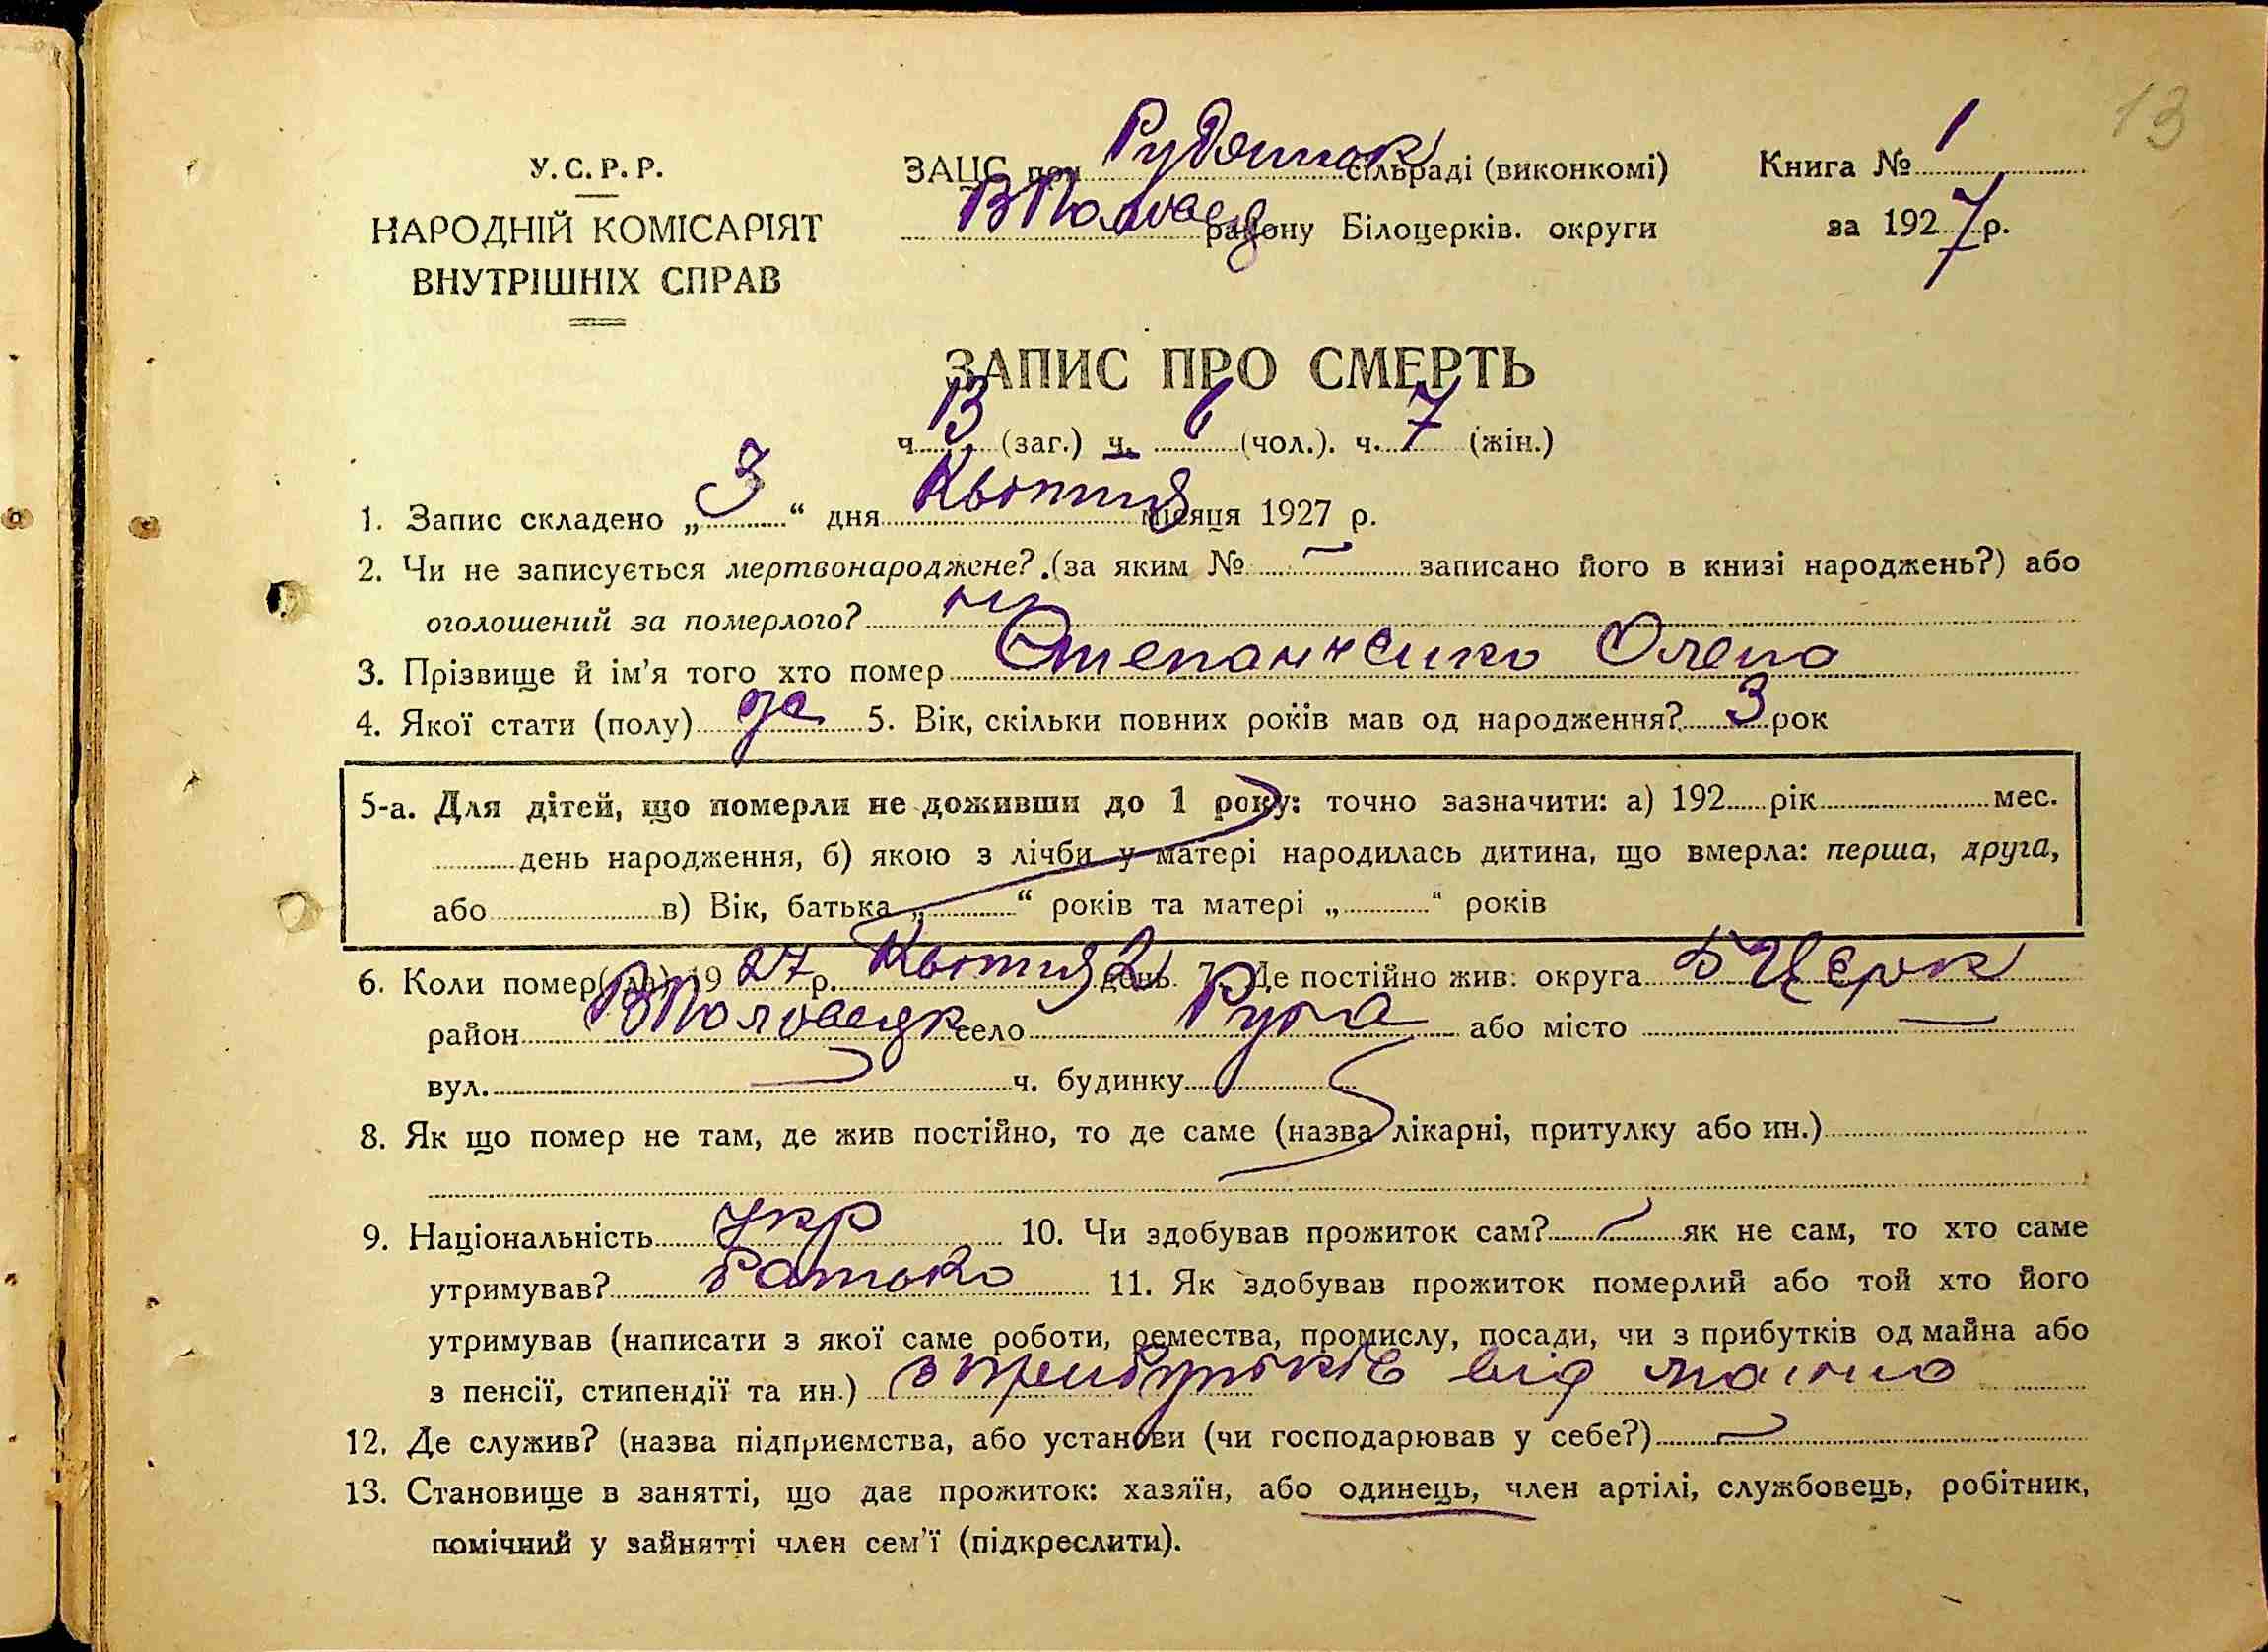 13
У.С.Р.Р.
НАРОДНІЙ КОМІСАРІЯТ
ВНУТРІШНІХ СПРАВ
ЗАЦС при Рудянськ сільраді (виконкомі)
В Половецьк району Білоцерків. округи
Книга № 1
за 1927 р.
ЗАПИС ПРО СМЕРТЬ
ч. 13 (заг.) ч. 6 (чол.). ч. 7 (жін.)
1. Запис складено „ 3 “ дня Квітня місяця 1927 р.
2. Чи не записується мертвонароджене? (за яким № – записано його в книзі народжень?) або
оголошений за померлого? ні
3. Прізвище й ім’я того хто помер Степаненко Олена
4. Якої стати (полу) 5. Вік, скільки повних років мав од народження? 3 рок
5-а. Для дітей, що померли не доживши до 1 року: точно зазначити: а) 192 рік мес.
день народження, б) якою з лічби у матері народилась дитина, що вмерла: перша, друга,
або в) Вік, батька „ “ років та матері „ “ років
6. Коли помер(ла) 1927 р. Квітня 2 день 7. Де постійно жив: округа Б Церк
район В Половецьк село Руда або місто –
вул. – ч. будинку
8. Як що помер не там, де жив постійно, то де саме (назва лікарні, притулку або ин.)
9. Національність укр 10. Чи здобував прожиток сам? – як не сам, то хто саме
утримував? батько 11. Як здобував прожиток померлий або той хто його
утримував (написати з якої саме роботи, ремества, промислу, посади, чи з прибутків од майна або
з пенсії, стипендії та ин.) з прибутків від майна
12. Де служив? (назва підприємства, або установи (чи господарював у себе?) –
13. Становище в занятті, що дає прожиток: хазяїн, або одинець, член артілі, службовець, робітник,
помічний у зайнятті член сем’ї (підкреслити).